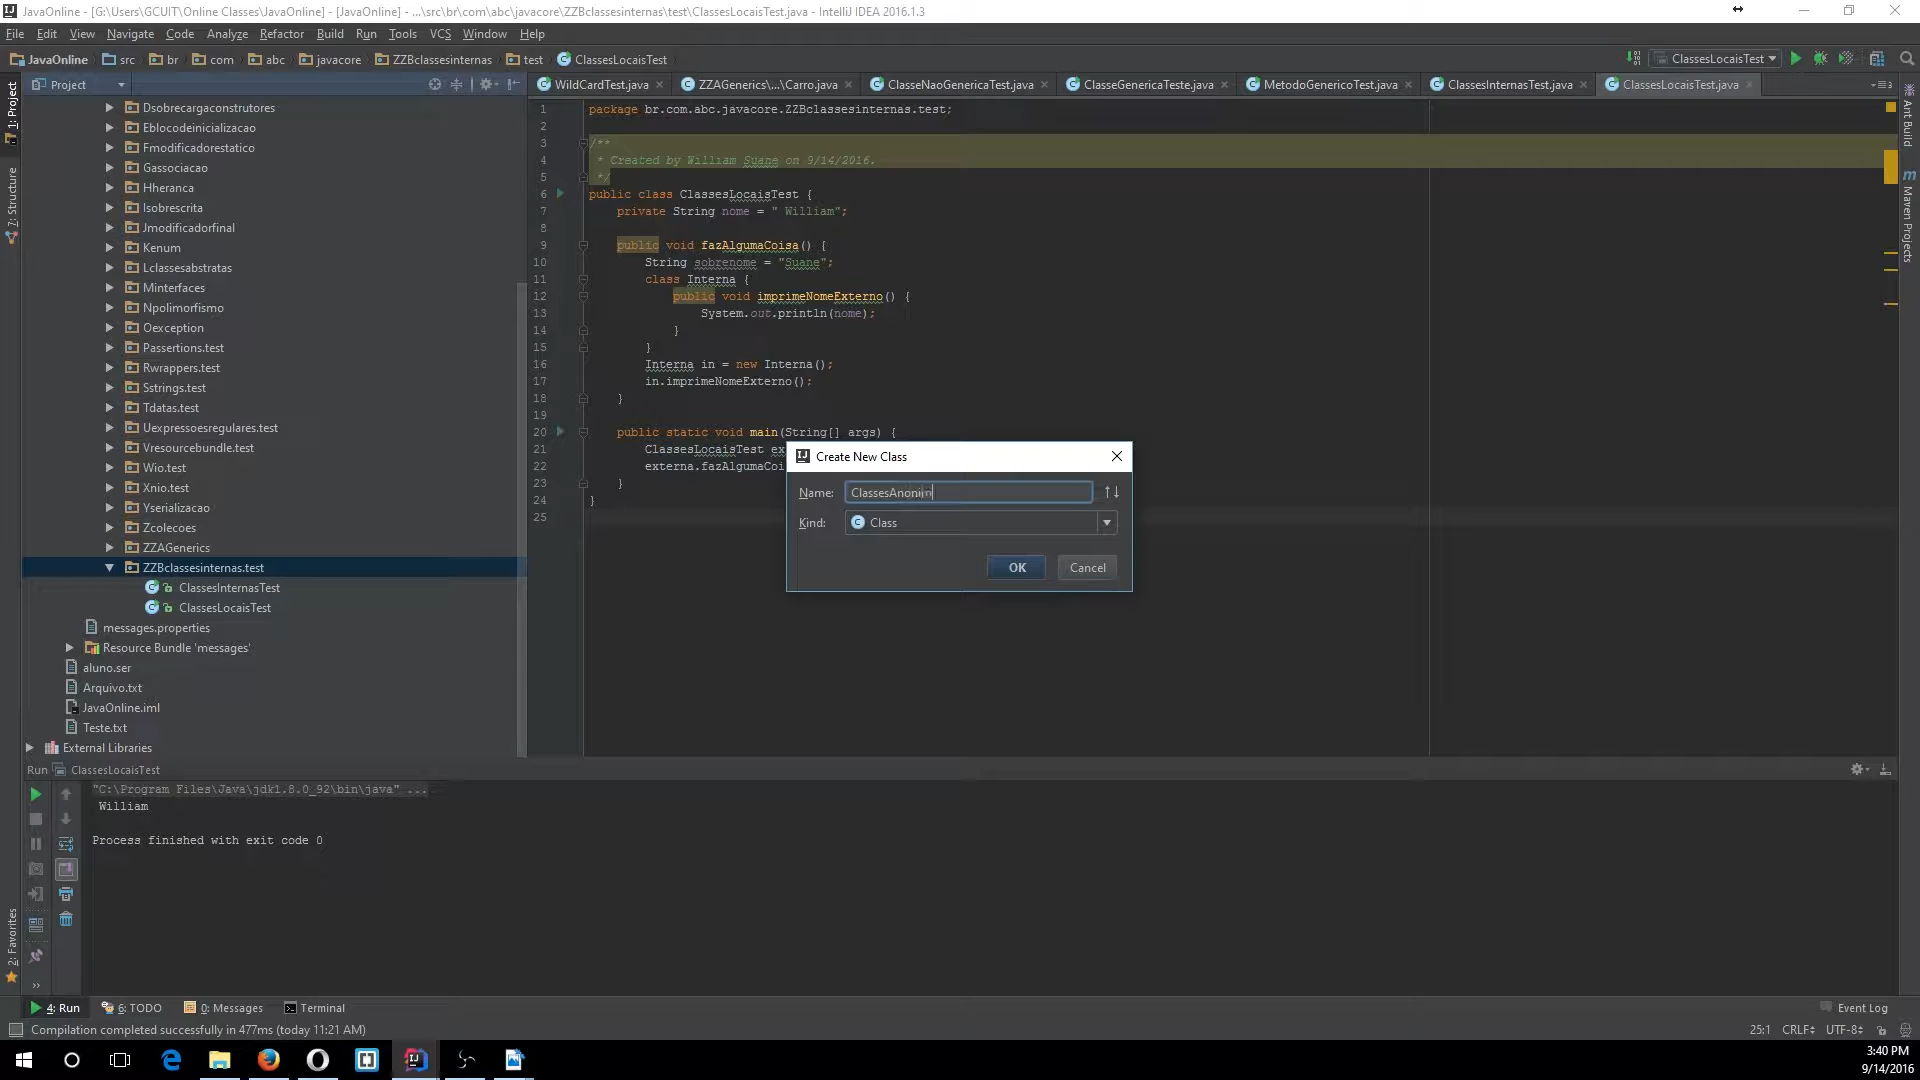 JavaOnline - [G:\Users\GCUIT\Online Classes\JavaOnline] - [JavaOnline] - ...\src\br\com\abc\javacore\ZZBclassesinternas\test\ClassesLocaisTest.java - IntelliJ IDEA 2016.1.3
File Edit View Navigate Code Analyze Refactor Build Run Tools VCS Window Help
JavaOnline src br com abc javacore ZZBclassesinternas test ClassesLocaisTest
ClassesLocaisTest
Project
WildCardTest.java ZZAGenerics\...\Carro.java ClasseNaoGenericaTest.java ClasseGenericaTeste.java MetodoGenericoTest.java ClassesInternasTest.java ClassesLocaisTest.java
1: Project
7: Structure
2: Favorites
Dsobrecargaconstrutores
Eblocodeinicializacao
Fmodificadorestatico
Gassociacao
Hheranca
Isobrescrita
Jmodificadorfinal
Kenum
Lclassesabstratas
Minterfaces
Npolimorfismo
Oexception
Passertions.test
Rwrappers.test
Sstrings.test
Tdatas.test
Uexpressoesregulares.test
Vresourcebundle.test
Wio.test
Xnio.test
Yserializacao
Zcolecoes
ZZAGenerics
ZZBclassesinternas.test
ClassesInternasTest
ClassesLocaisTest
messages.properties
Resource Bundle 'messages'
aluno.ser
Arquivo.txt
JavaOnline.iml
Teste.txt
External Libraries
1 package br.com.abc.javacore.ZZBclassesinternas.test;
2
3 /**
4 * Created by William Suane on 9/14/2016.
5 */
6 public class ClassesLocaisTest {
7 private String nome = " William";
8
9 public void fazAlgumaCoisa() {
10 String sobrenome = "Suane";
11 class Interna {
12 public void imprimeNomeExterno() {
13 System.out.println(nome);
14 }
15 }
16 Interna in = new Interna();
17 in.imprimeNomeExterno();
18 }
19
20 public static void main(String[] args) {
21 ClassesLocaisTest ex
22 externa.fazAlgumaCoi
23 }
24 }
25
Create New Class
Name: ClassesAnonim
Kind: Class
OK Cancel
Ant Build
m Maven Projects
Run ClassesLocaisTest
"C:\Program Files\Java\jdk1.8.0_92\bin\java" ...
William
Process finished with exit code 0
4: Run 6: TODO 0: Messages Terminal Event Log
Compilation completed successfully in 477ms (today 11:21 AM) 25:1 CRLF UTF-8
3:40 PM
9/14/2016